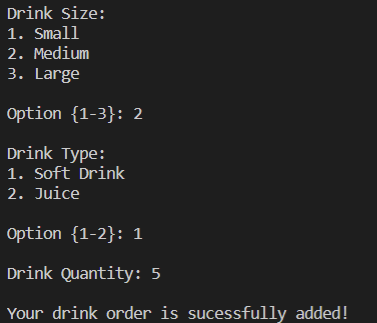 Drink Size:
1. Small
2. Medium
3. Large
Option {1-3}: 2
Drink Type:
1. Soft Drink
2. Juice
Option {1-2}: 1
Drink Quantity: 5
Your drink order is sucessfully added!